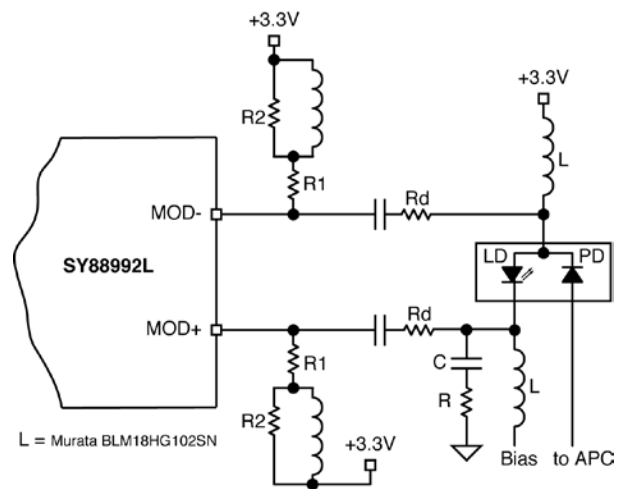 +3.3V
+3.3V
R2
R1
Rd
L
MOD-
LD
PD
SY88992L
Rd
MOD+
R1
C
L
R
R2
+3.3V
L = Murata BLM18HG102SN
Bias
to APC